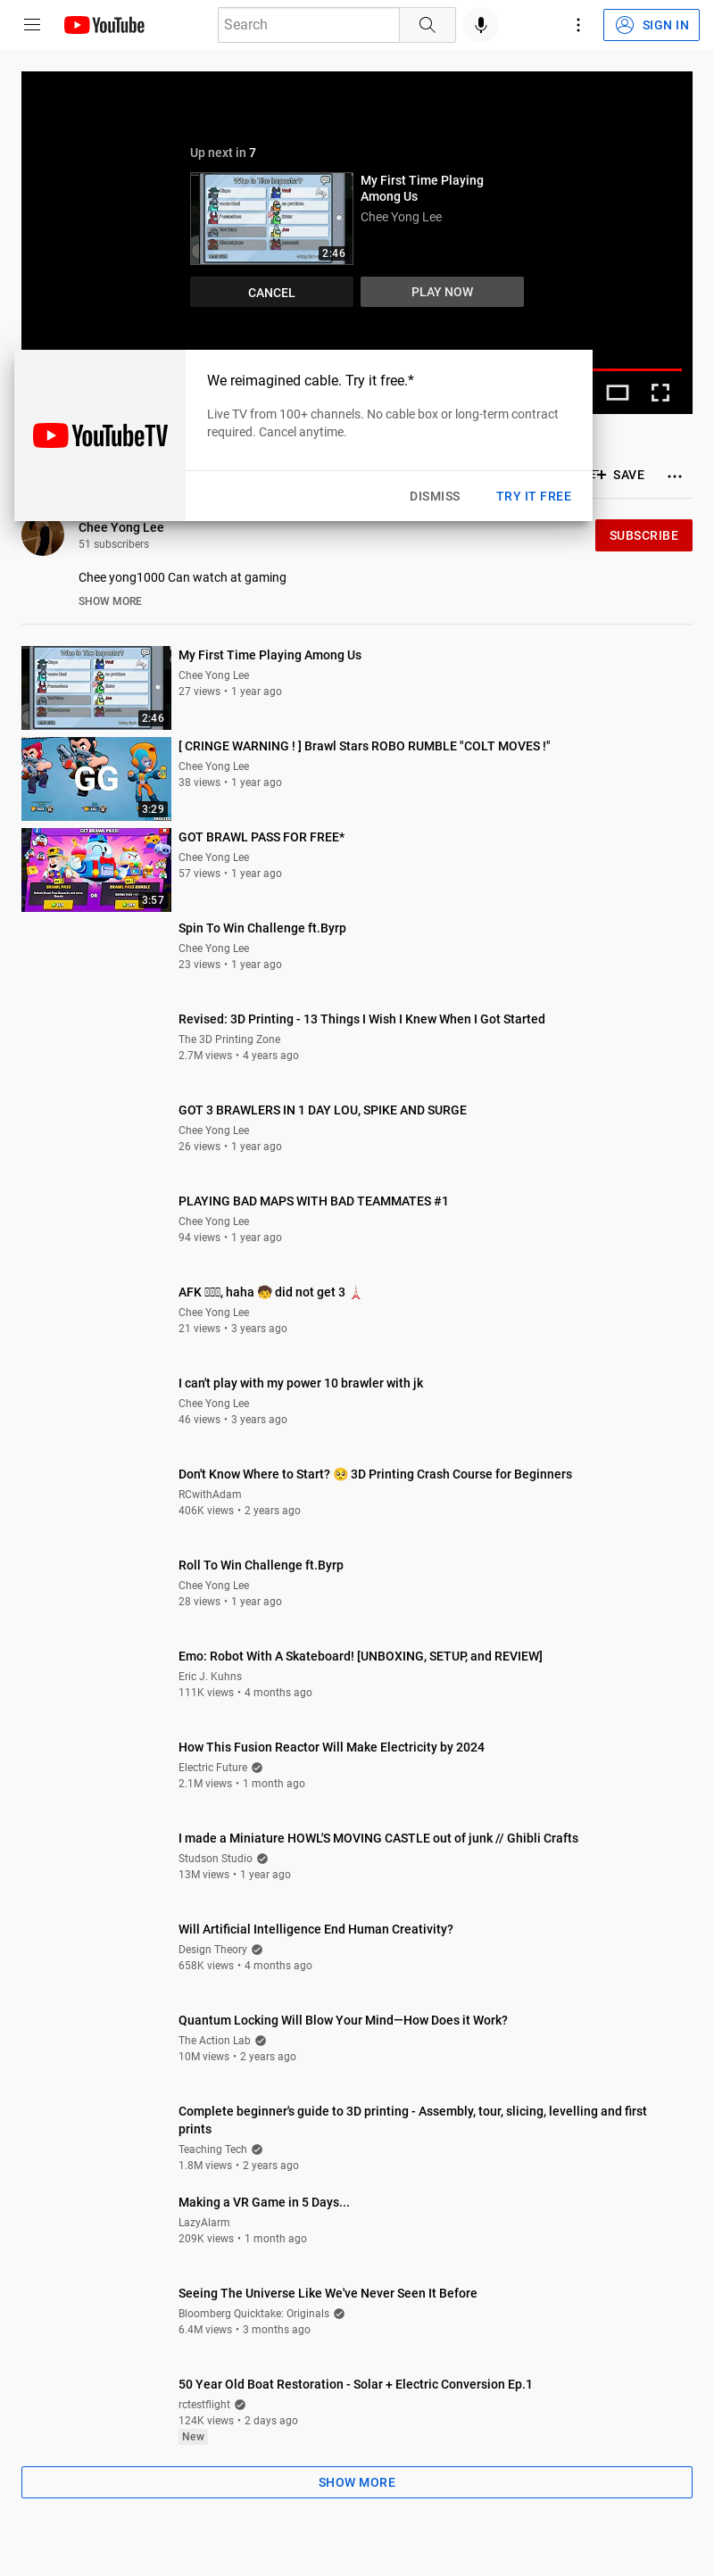 YouTube
Search
SIGN IN
Up next in 7
Who Is The Impostor?
2:46
My First Time Playing
Among Us
Chee Yong Lee
CANCEL
PLAY NOW
YouTubeTV
We reimagined cable. Try it free.*
Live TV from 100+ channels. No cable box or long-term contract
required. Cancel anytime.
DISMISS
TRY IT FREE
SAVE
Chee Yong Lee
51 subscribers
SUBSCRIBE
Chee yong1000 Can watch at gaming
SHOW MORE
Who Is The Impostor?
2:46
My First Time Playing Among Us
Chee Yong Lee
27 views • 1 year ago
GG
3:29
[ CRINGE WARNING ! ] Brawl Stars ROBO RUMBLE "COLT MOVES !"
Chee Yong Lee
38 views • 1 year ago
GET BRAWL PASS!
BRAWL PASS
OR
BRAWL PASS BUNDLE
3:57
GOT BRAWL PASS FOR FREE*
Chee Yong Lee
57 views • 1 year ago
Spin To Win Challenge ft.Byrp
Chee Yong Lee
23 views • 1 year ago
Revised: 3D Printing - 13 Things I Wish I Knew When I Got Started
The 3D Printing Zone
2.7M views • 4 years ago
GOT 3 BRAWLERS IN 1 DAY LOU, SPIKE AND SURGE
Chee Yong Lee
26 views • 1 year ago
PLAYING BAD MAPS WITH BAD TEAMMATES #1
Chee Yong Lee
94 views • 1 year ago
AFK , haha 🧒 did not get 3 🗼
Chee Yong Lee
21 views • 3 years ago
I can't play with my power 10 brawler with jk
Chee Yong Lee
46 views • 3 years ago
Don't Know Where to Start? 🥺 3D Printing Crash Course for Beginners
RCwithAdam
406K views • 2 years ago
Roll To Win Challenge ft.Byrp
Chee Yong Lee
28 views • 1 year ago
Emo: Robot With A Skateboard! [UNBOXING, SETUP, and REVIEW]
Eric J. Kuhns
111K views • 4 months ago
How This Fusion Reactor Will Make Electricity by 2024
Electric Future
2.1M views • 1 month ago
I made a Miniature HOWL'S MOVING CASTLE out of junk // Ghibli Crafts
Studson Studio
13M views • 1 year ago
Will Artificial Intelligence End Human Creativity?
Design Theory
658K views • 4 months ago
Quantum Locking Will Blow Your Mind—How Does it Work?
The Action Lab
10M views • 2 years ago
Complete beginner's guide to 3D printing - Assembly, tour, slicing, levelling and first
prints
Teaching Tech
1.8M views • 2 years ago
Making a VR Game in 5 Days...
LazyAlarm
209K views • 1 month ago
Seeing The Universe Like We've Never Seen It Before
Bloomberg Quicktake: Originals
6.4M views • 3 months ago
50 Year Old Boat Restoration - Solar + Electric Conversion Ep.1
rctestflight
124K views • 2 days ago
New
SHOW MORE